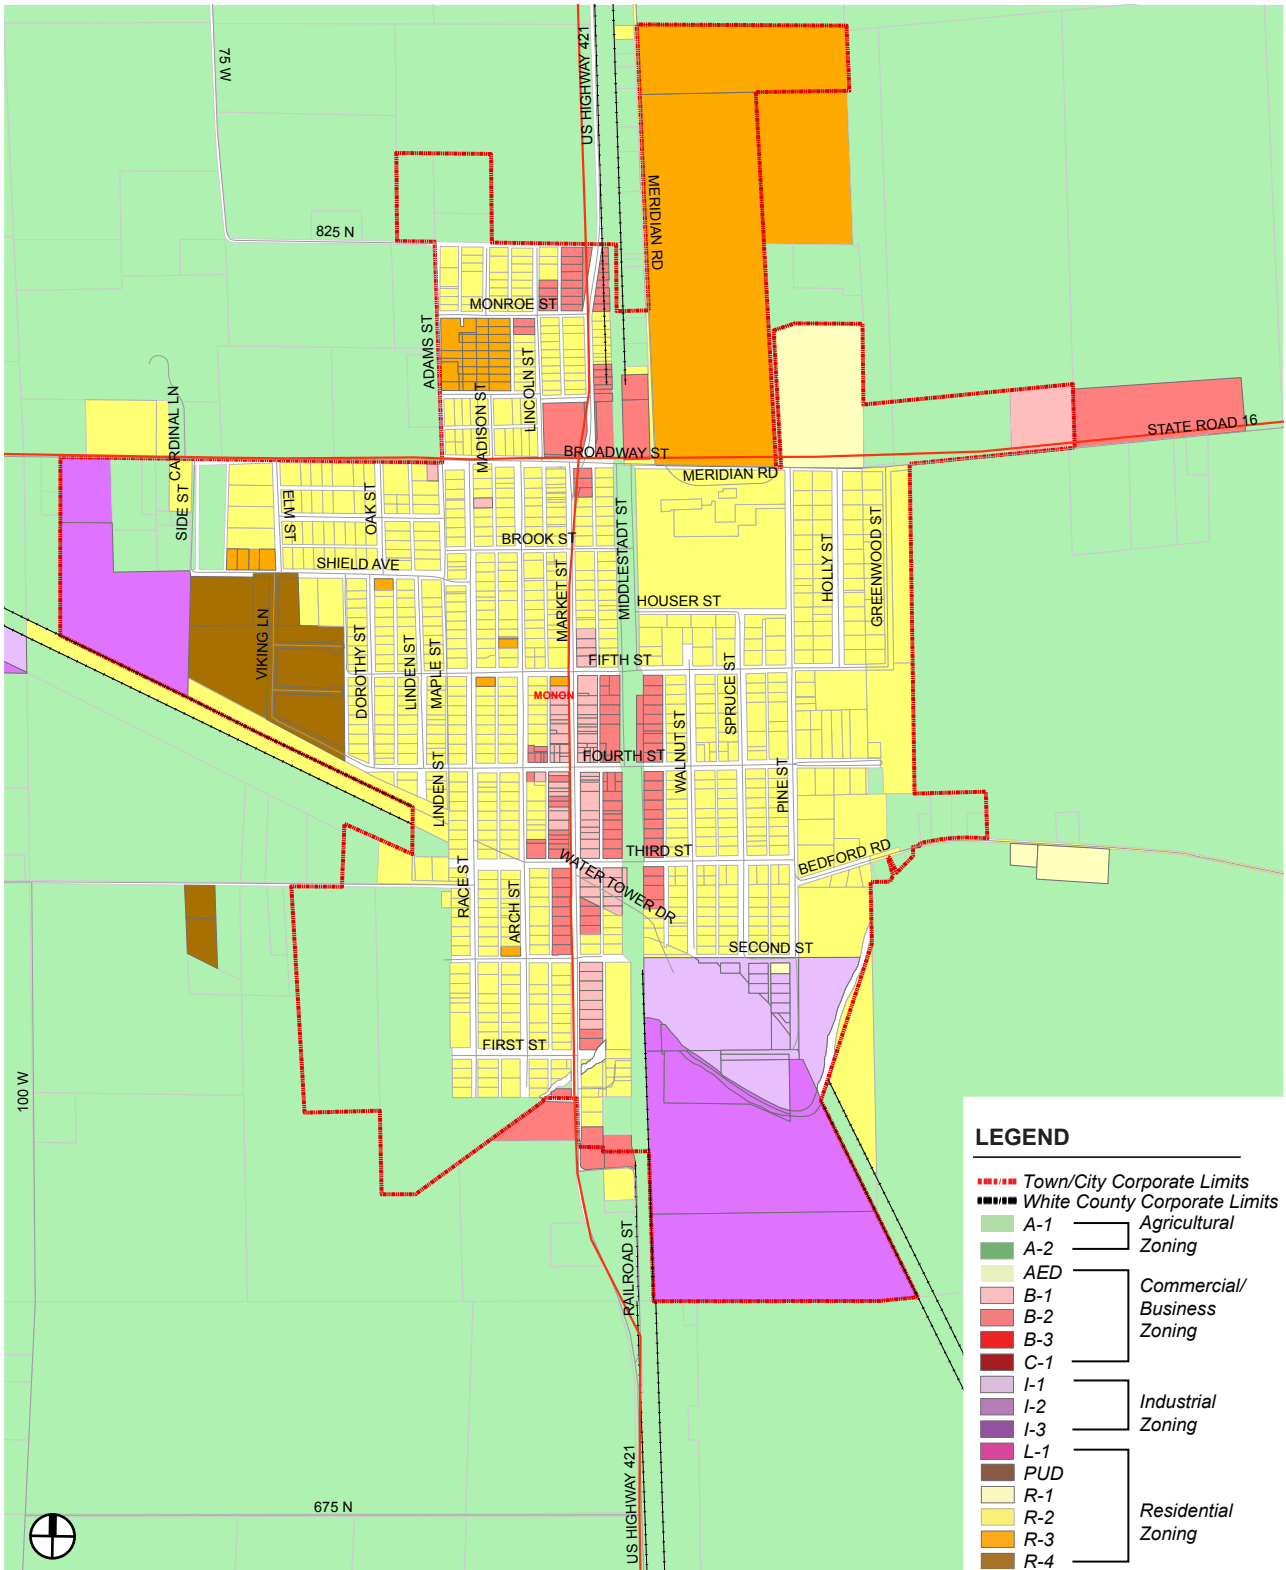 75 W
US HIGHWAY 421
MERIDIAN RD
825 N
MONROE ST
ADAMS ST
LINCOLN ST
MADISON ST
CARDINAL LN
STATE ROAD 16
BROADWAY ST
MERIDIAN RD
SIDE ST
ELM ST
OAK ST
BROOK ST
MIDDLESTADT ST
HOLLY ST
GREENWOOD ST
SHIELD AVE
MARKET ST
HOUSER ST
VIKING LN
DOROTHY ST
LINDEN ST
MAPLE ST
FIFTH ST
SPRUCE ST
MONON
WALNUT ST
FOURTH ST
LINDEN ST
PINE ST
THIRD ST
BEDFORD RD
WATER TOWER DR
RACE ST
ARCH ST
SECOND ST
FIRST ST
100 W
RAILROAD ST
US HIGHWAY 421
675 N
LEGEND
Town/City Corporate Limits
White County Corporate Limits
A-1
A-2
Agricultural
Zoning
AED
B-1
B-2
B-3
C-1
Commercial/
Business
Zoning
I-1
I-2
I-3
Industrial
Zoning
L-1
PUD
R-1
R-2
R-3
R-4
Residential
Zoning